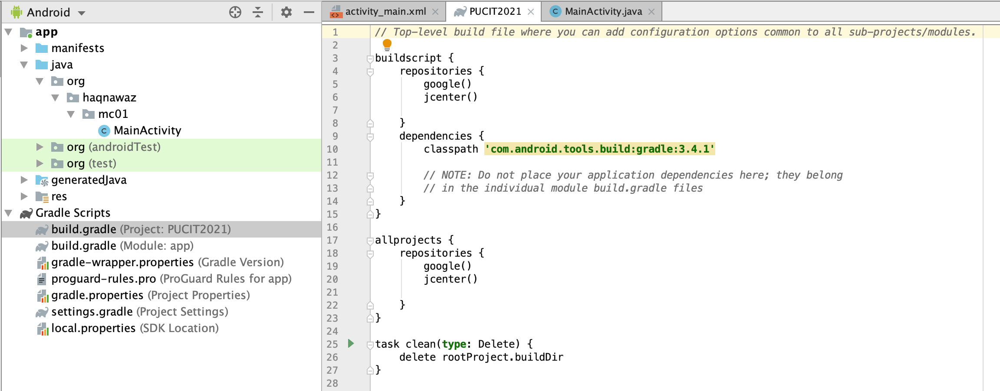 Android
app
manifests
java
org
haqnawaz
mc01
MainActivity
org (androidTest)
org (test)
generatedJava
res
Gradle Scripts
build.gradle (Project: PUCIT2021)
build.gradle (Module: app)
gradle-wrapper.properties (Gradle Version)
proguard-rules.pro (ProGuard Rules for app)
gradle.properties (Project Properties)
settings.gradle (Project Settings)
local.properties (SDK Location)
activity_main.xml PUCIT2021 MainActivity.java
1 // Top-level build file where you can add configuration options common to all sub-projects/modules.
2
3 buildscript {
4     repositories {
5         google()
6         jcenter()
7
8     }
9     dependencies {
10         classpath 'com.android.tools.build:gradle:3.4.1'
11
12         // NOTE: Do not place your application dependencies here; they belong
13         // in the individual module build.gradle files
14     }
15 }
16
17 allprojects {
18     repositories {
19         google()
20         jcenter()
21
22     }
23 }
24
25 task clean(type: Delete) {
26     delete rootProject.buildDir
27 }
28